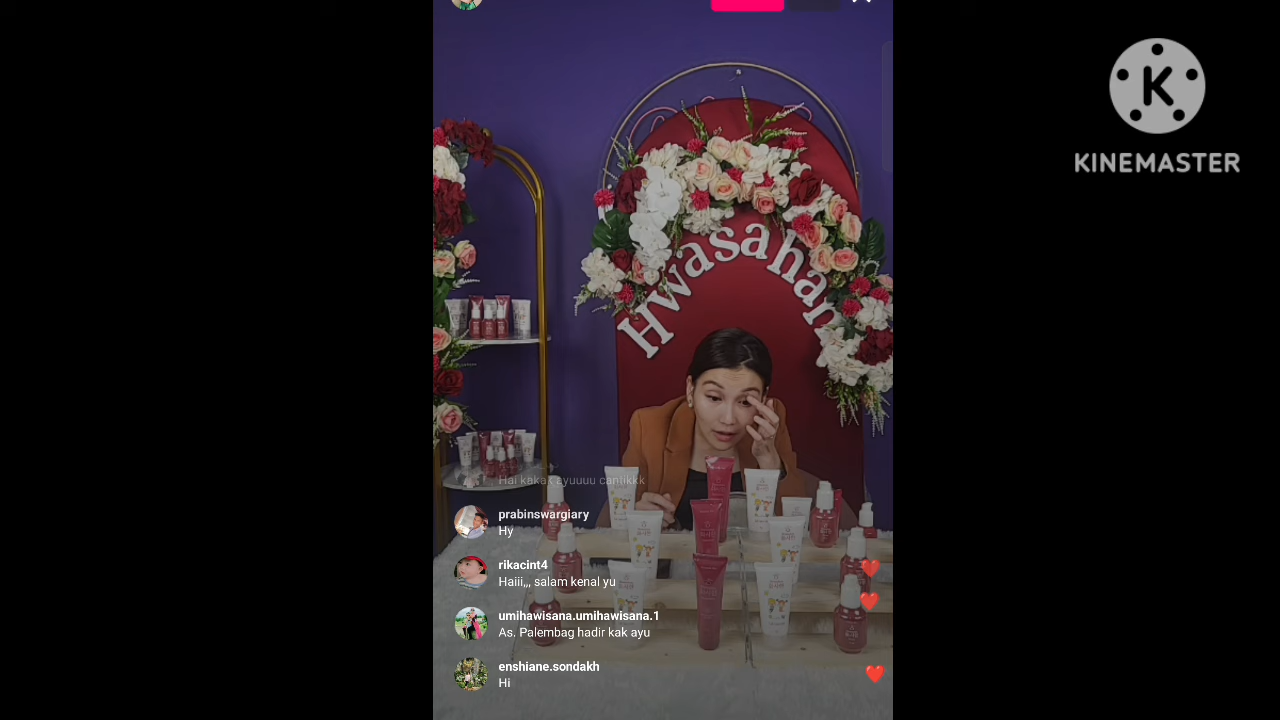 KINEMASTER
Hwasahan
Hai kakak ayuuuu cantikkk
prabinswargiary
Hy
rikacint4
Haiii,,, salam kenal yu
umihawisana.umihawisana.1
As. Palembag hadir kak ayu
enshiane.sondakh
Hi